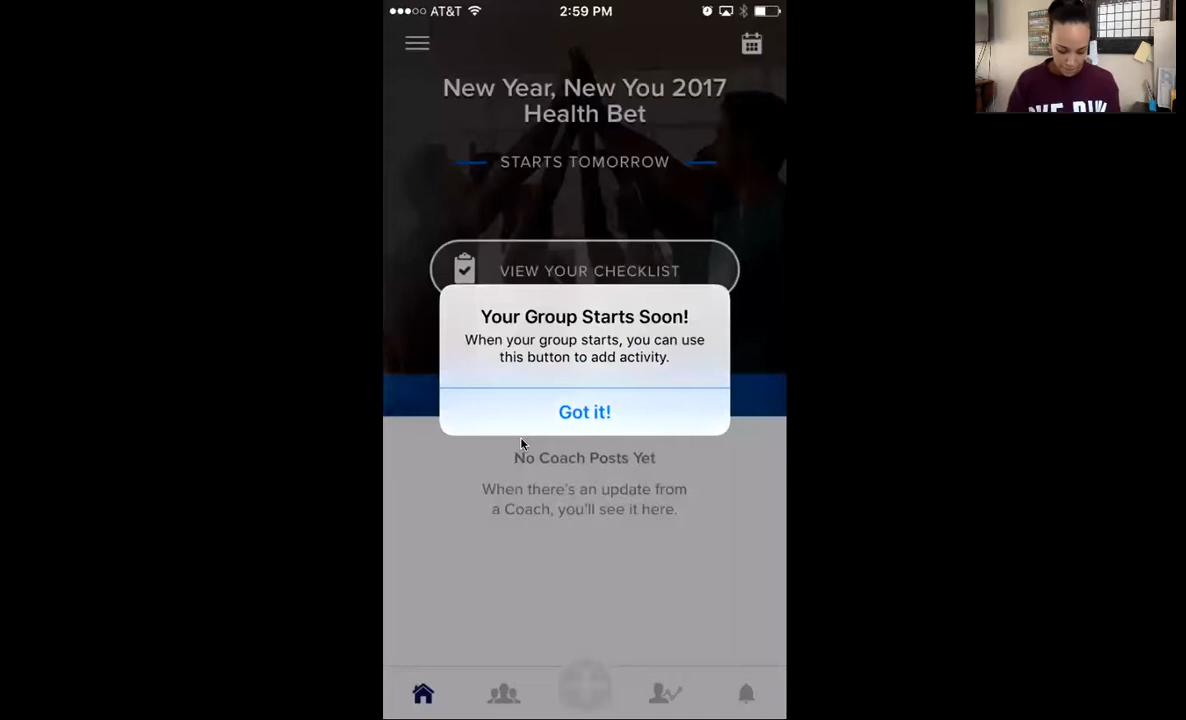 AT&T 2:59 PM
New Year, New You 2017
Health Bet
STARTS TOMORROW
VIEW YOUR CHECKLIST
Your Group Starts Soon!
When your group starts, you can use
this button to add activity.
Got it!
No Coach Posts Yet
When there's an update from
a Coach, you'll see it here.